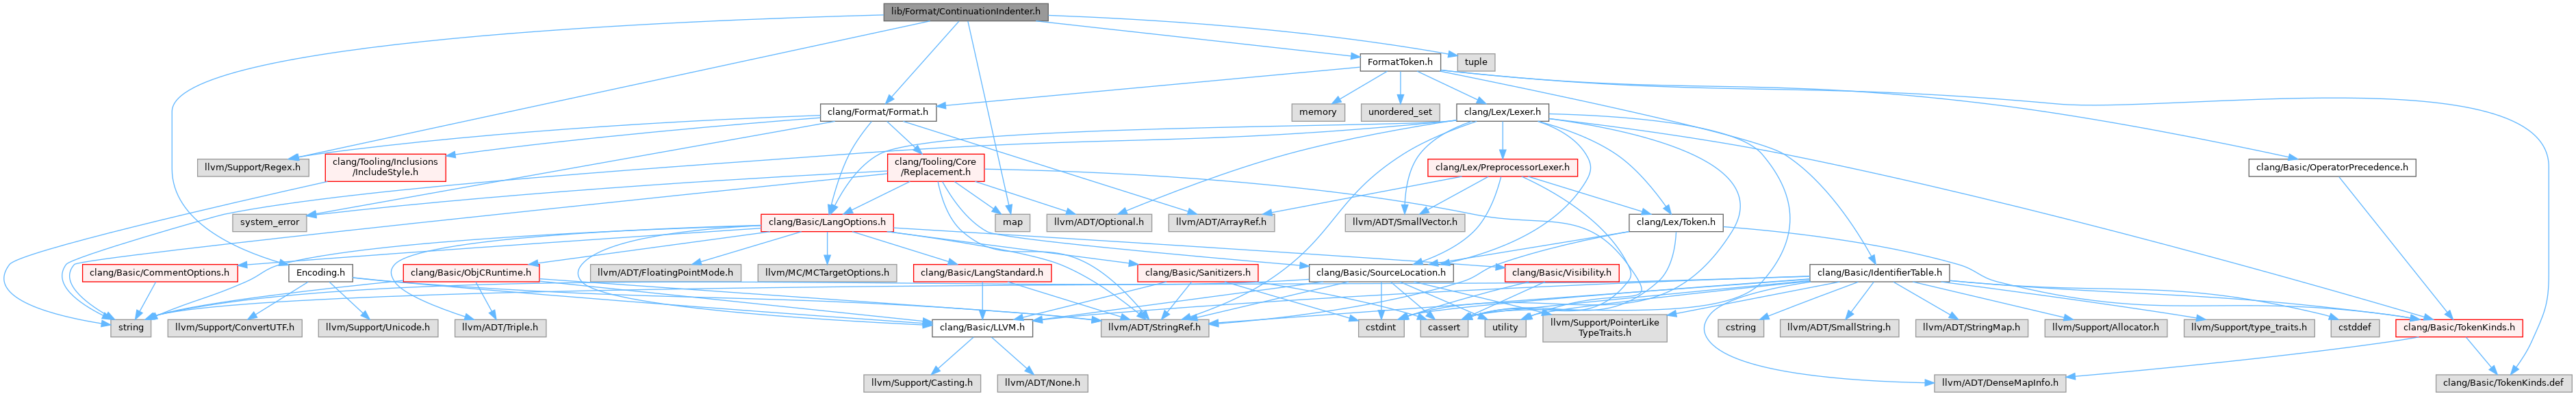 lib/Format/ContinuationIndenter.h
FormatToken.h
tuple
clang/Format/Format.h
memory
unordered_set
clang/Lex/Lexer.h
llvm/Support/Regex.h
clang/Tooling/Inclusions
/IncludeStyle.h
clang/Tooling/Core
/Replacement.h
clang/Lex/PreprocessorLexer.h
clang/Basic/OperatorPrecedence.h
system_error
clang/Basic/LangOptions.h
map
llvm/ADT/Optional.h
llvm/ADT/ArrayRef.h
llvm/ADT/SmallVector.h
clang/Lex/Token.h
clang/Basic/CommentOptions.h
Encoding.h
clang/Basic/ObjCRuntime.h
llvm/ADT/FloatingPointMode.h
llvm/MC/MCTargetOptions.h
clang/Basic/LangStandard.h
clang/Basic/Sanitizers.h
clang/Basic/SourceLocation.h
clang/Basic/Visibility.h
clang/Basic/IdentifierTable.h
string
llvm/Support/ConvertUTF.h
llvm/Support/Unicode.h
llvm/ADT/Triple.h
clang/Basic/LLVM.h
llvm/ADT/StringRef.h
cstdint
cassert
utility
llvm/Support/PointerLike
TypeTraits.h
cstring
llvm/ADT/SmallString.h
llvm/ADT/StringMap.h
llvm/Support/Allocator.h
llvm/Support/type_traits.h
cstddef
clang/Basic/TokenKinds.h
llvm/Support/Casting.h
llvm/ADT/None.h
llvm/ADT/DenseMapInfo.h
clang/Basic/TokenKinds.def